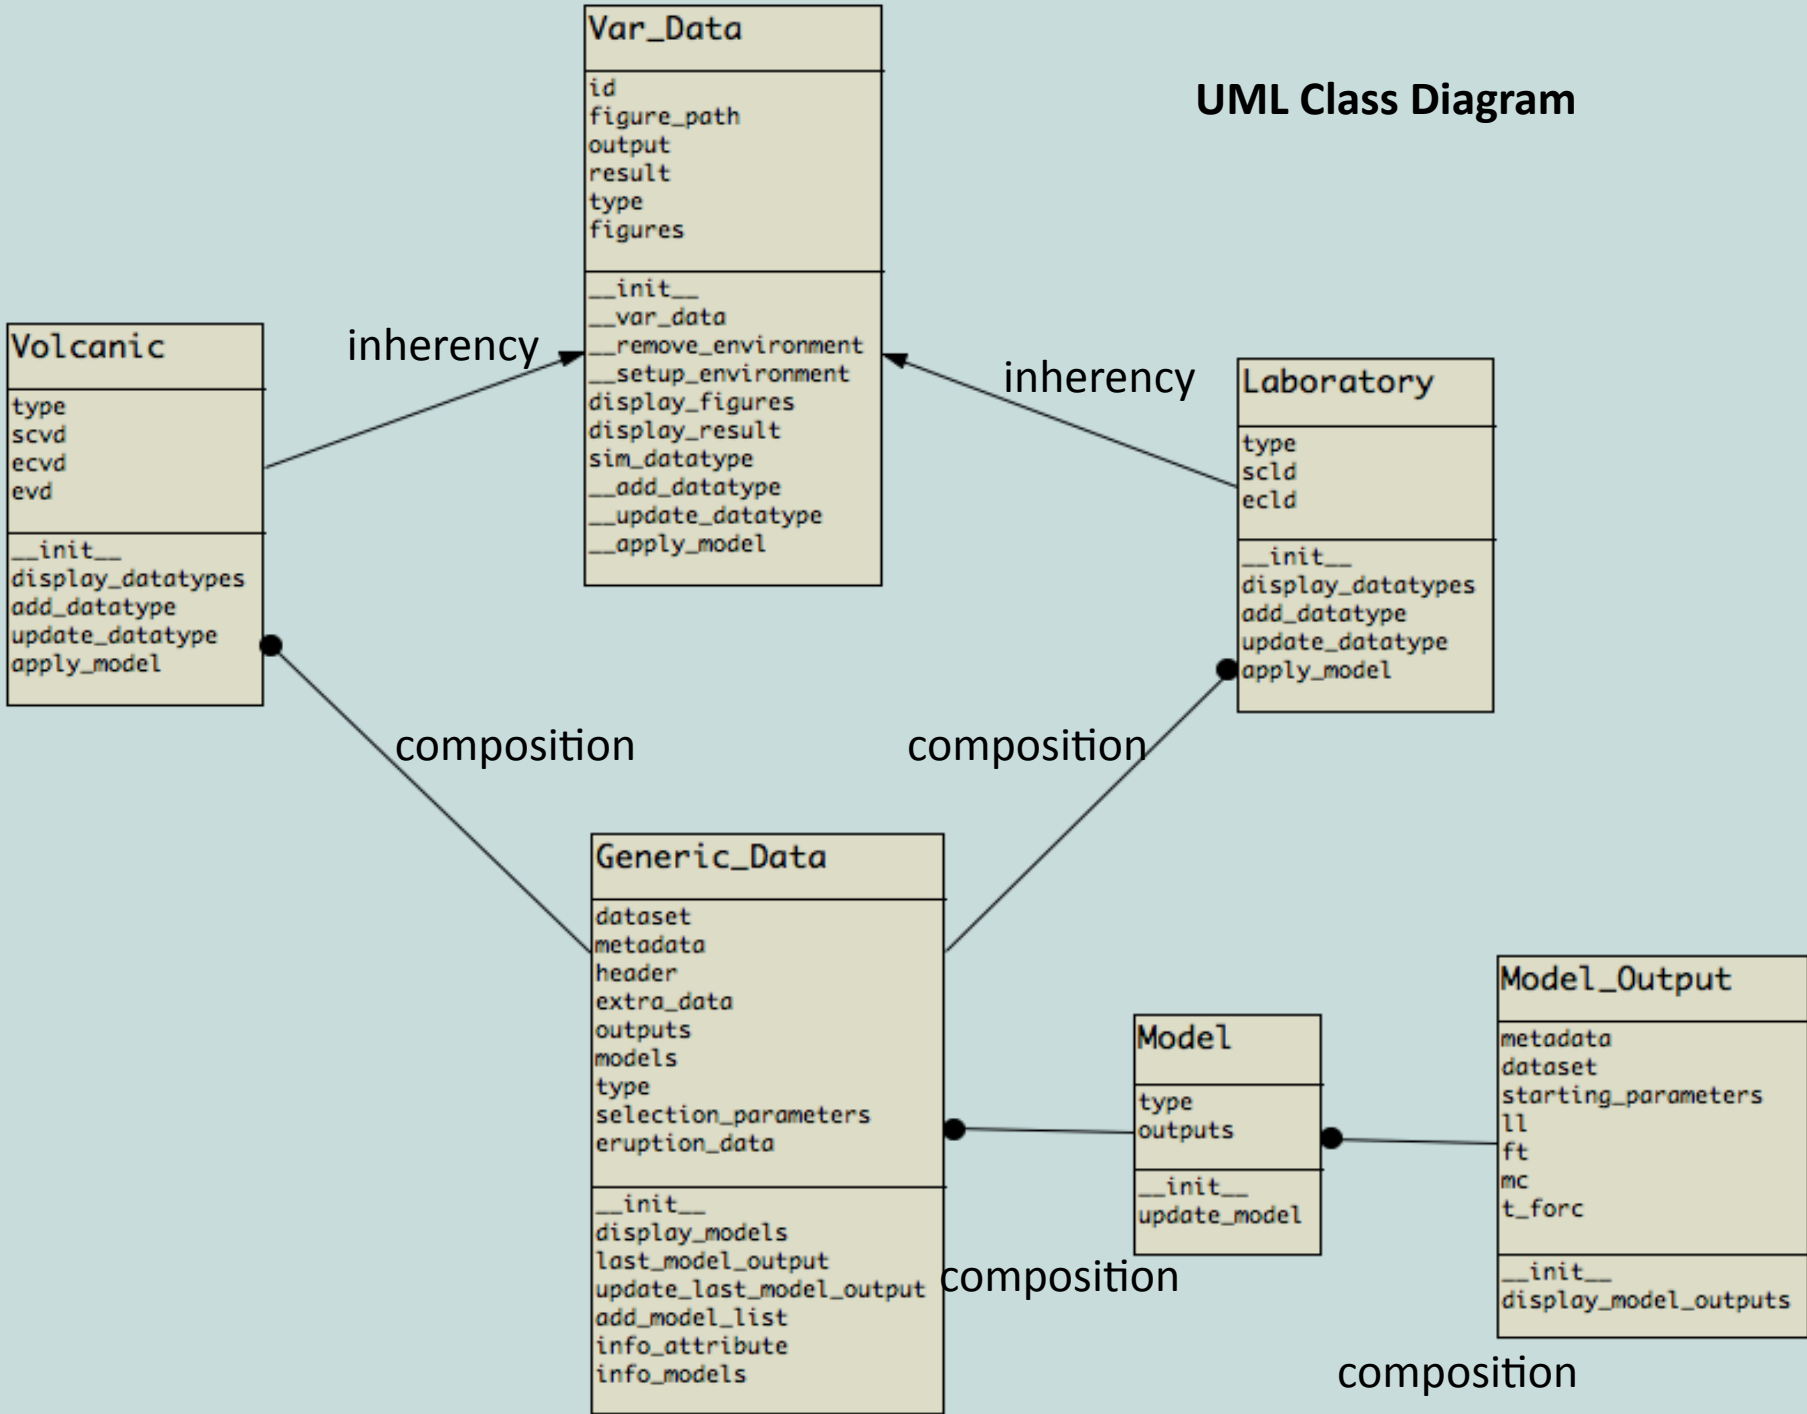 Var_Data
id
figure_path
output
result
type
figures
__init__
__var_data
__remove_environment
__setup_environment
display_figures
display_result
sim_datatype
__add_datatype
__update_datatype
__apply_model
UML Class Diagram
Volcanic
type
scvd
ecvd
evd
__init__
display_datatypes
add_datatype
update_datatype
apply_model
inherency
inherency
Laboratory
type
scld
ecld
__init__
display_datatypes
add_datatype
update_datatype
apply_model
composition
composition
Generic_Data
dataset
metadata
header
extra_data
outputs
models
type
selection_parameters
eruption_data
__init__
display_models
last_model_output
update_last_model_output
add_model_list
info_attribute
info_models
Model
type
outputs
__init__
update_model
composition
Model_Output
metadata
dataset
starting_parameters
ll
ft
mc
t_forc
__init__
display_model_outputs
composition